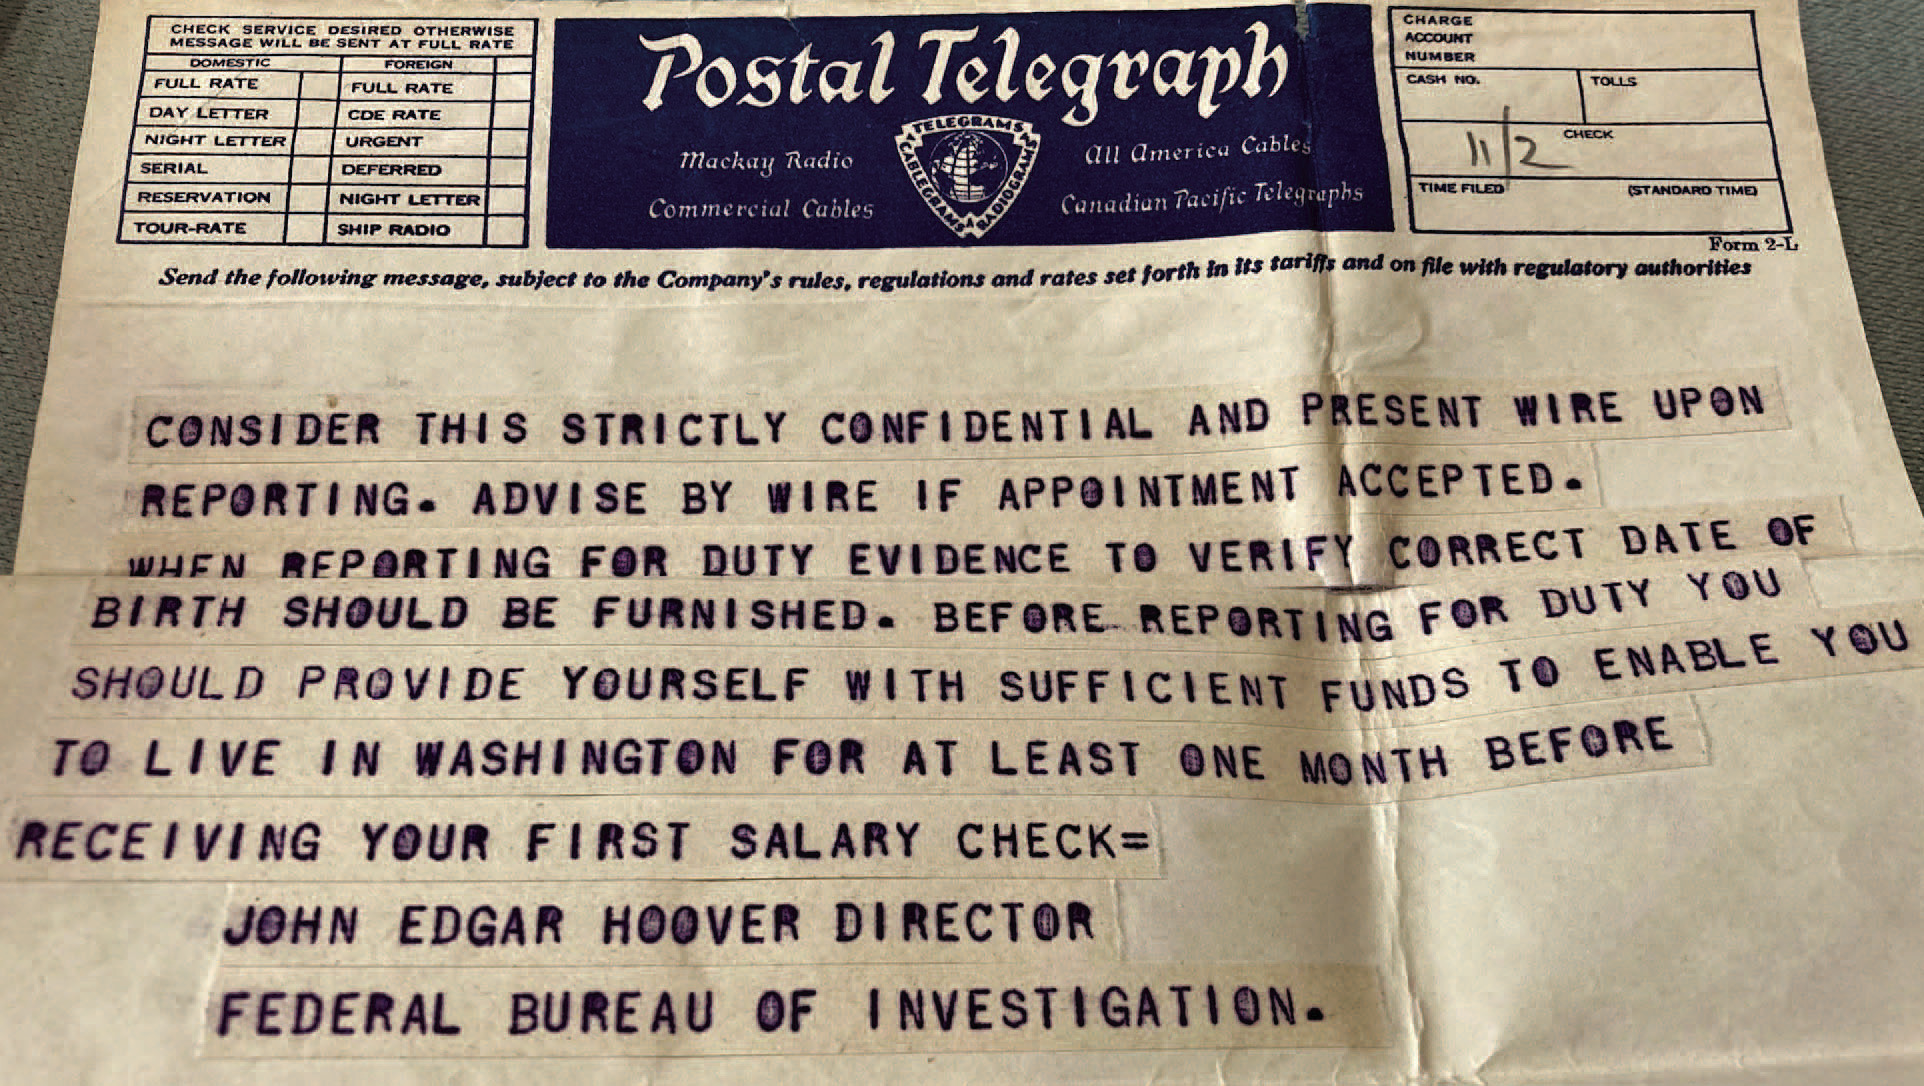 CHECK SERVICE DESIRED OTHERWISE
MESSAGE WILL BE SENT AT FULL RATE
DOMESTIC FOREIGN
FULL RATE FULL RATE
DAY LETTER CDE RATE
NIGHT LETTER URGENT
SERIAL DEFERRED
RESERVATION NIGHT LETTER
TOUR-RATE SHIP RADIO
Postal Telegraph
Mackay Radio
Commercial Cables
TELEGRAMS
CABLEGRAMS
RADIOGRAMS
All America Cables
Canadian Pacific Telegraphs
CHARGE
ACCOUNT
NUMBER
CASH NO. TOLLS
11/2 CHECK
TIME FILED (STANDARD TIME)
Form 2-L
Send the following message, subject to the Company's rules, regulations and rates set forth in its tariffs and on file with regulatory authorities
CONSIDER THIS STRICTLY CONFIDENTIAL AND PRESENT WIRE UPON
REPORTING. ADVISE BY WIRE IF APPOINTMENT ACCEPTED.
WHEN REPORTING FOR DUTY EVIDENCE TO VERIFY CORRECT DATE OF
BIRTH SHOULD BE FURNISHED. BEFORE REPORTING FOR DUTY YOU
SHOULD PROVIDE YOURSELF WITH SUFFICIENT FUNDS TO ENABLE YOU
TO LIVE IN WASHINGTON FOR AT LEAST ONE MONTH BEFORE
RECEIVING YOUR FIRST SALARY CHECK=
JOHN EDGAR HOOVER DIRECTOR
FEDERAL BUREAU OF INVESTIGATION.